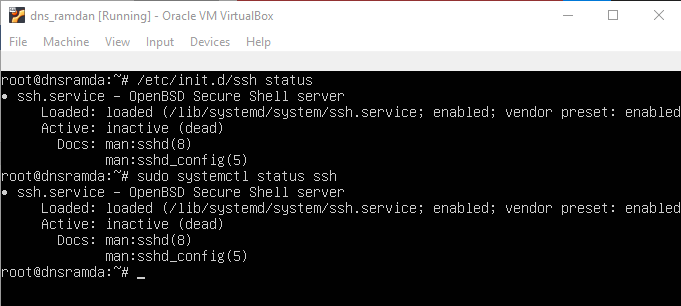 dns_ramdan [Running] - Oracle VM VirtualBox
File Machine View Input Devices Help
root@dnsramda:~# /etc/init.d/ssh status
● ssh.service - OpenBSD Secure Shell server
Loaded: loaded (/lib/systemd/system/ssh.service; enabled; vendor preset: enabled
Active: inactive (dead)
Docs: man:sshd(8)
man:sshd_config(5)
root@dnsramda:~# sudo systemctl status ssh
● ssh.service - OpenBSD Secure Shell server
Loaded: loaded (/lib/systemd/system/ssh.service; enabled; vendor preset: enabled
Active: inactive (dead)
Docs: man:sshd(8)
man:sshd_config(5)
root@dnsramda:~# _